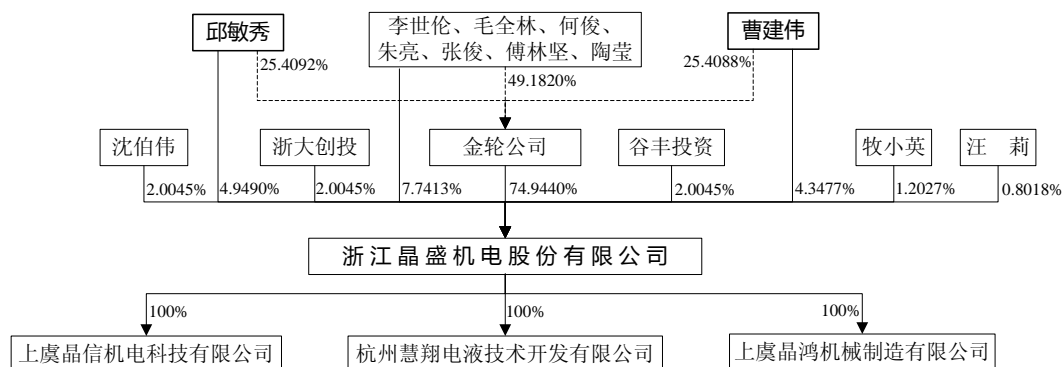 邱敏秀
李世伦、毛全林、何俊、
朱亮、张俊、傅林坚、陶莹
曹建伟
25.4092%
49.1820%
25.4088%
沈伯伟
浙大创投
金轮公司
谷丰投资
牧小英
汪 莉
2.0045%
4.9490%
2.0045%
7.7413%
74.9440%
2.0045%
4.3477%
1.2027%
0.8018%
浙江晶盛机电股份有限公司
100%
100%
100%
上虞晶信机电科技有限公司
杭州慧翔电液技术开发有限公司
上虞晶鸿机械制造有限公司